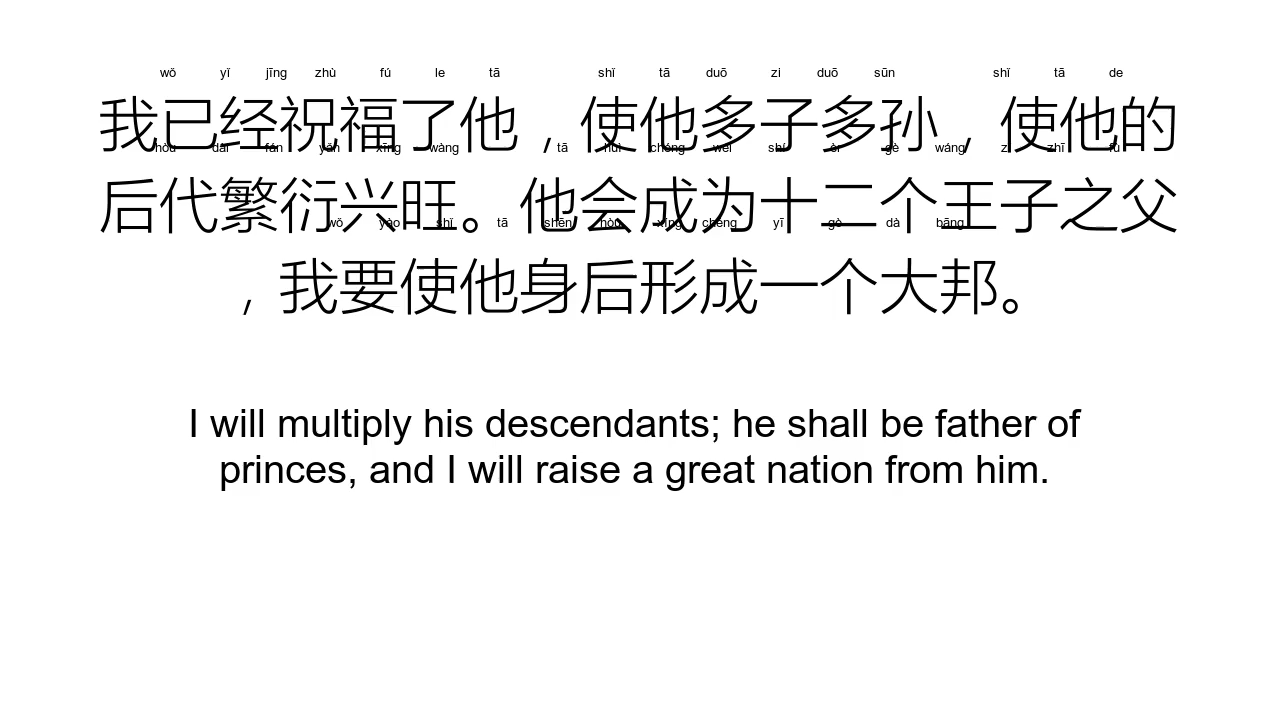 wǒ yǐ jīng zhù fú le tā shǐ tā duō zi duō sūn shǐ tā de
我已经祝福了他，使他多子多孙，使他的
hòu dài fán yǎn xīng wàng tā huì chéng wéi shí èr gè wáng zi zhī fù
后代繁衍兴旺。他会成为十二个王子之父
wǒ yào shǐ tā shēn hòu xíng chéng yī gè dà bāng
，我要使他身后形成一个大邦。
I will multiply his descendants; he shall be father of
princes, and I will raise a great nation from him.